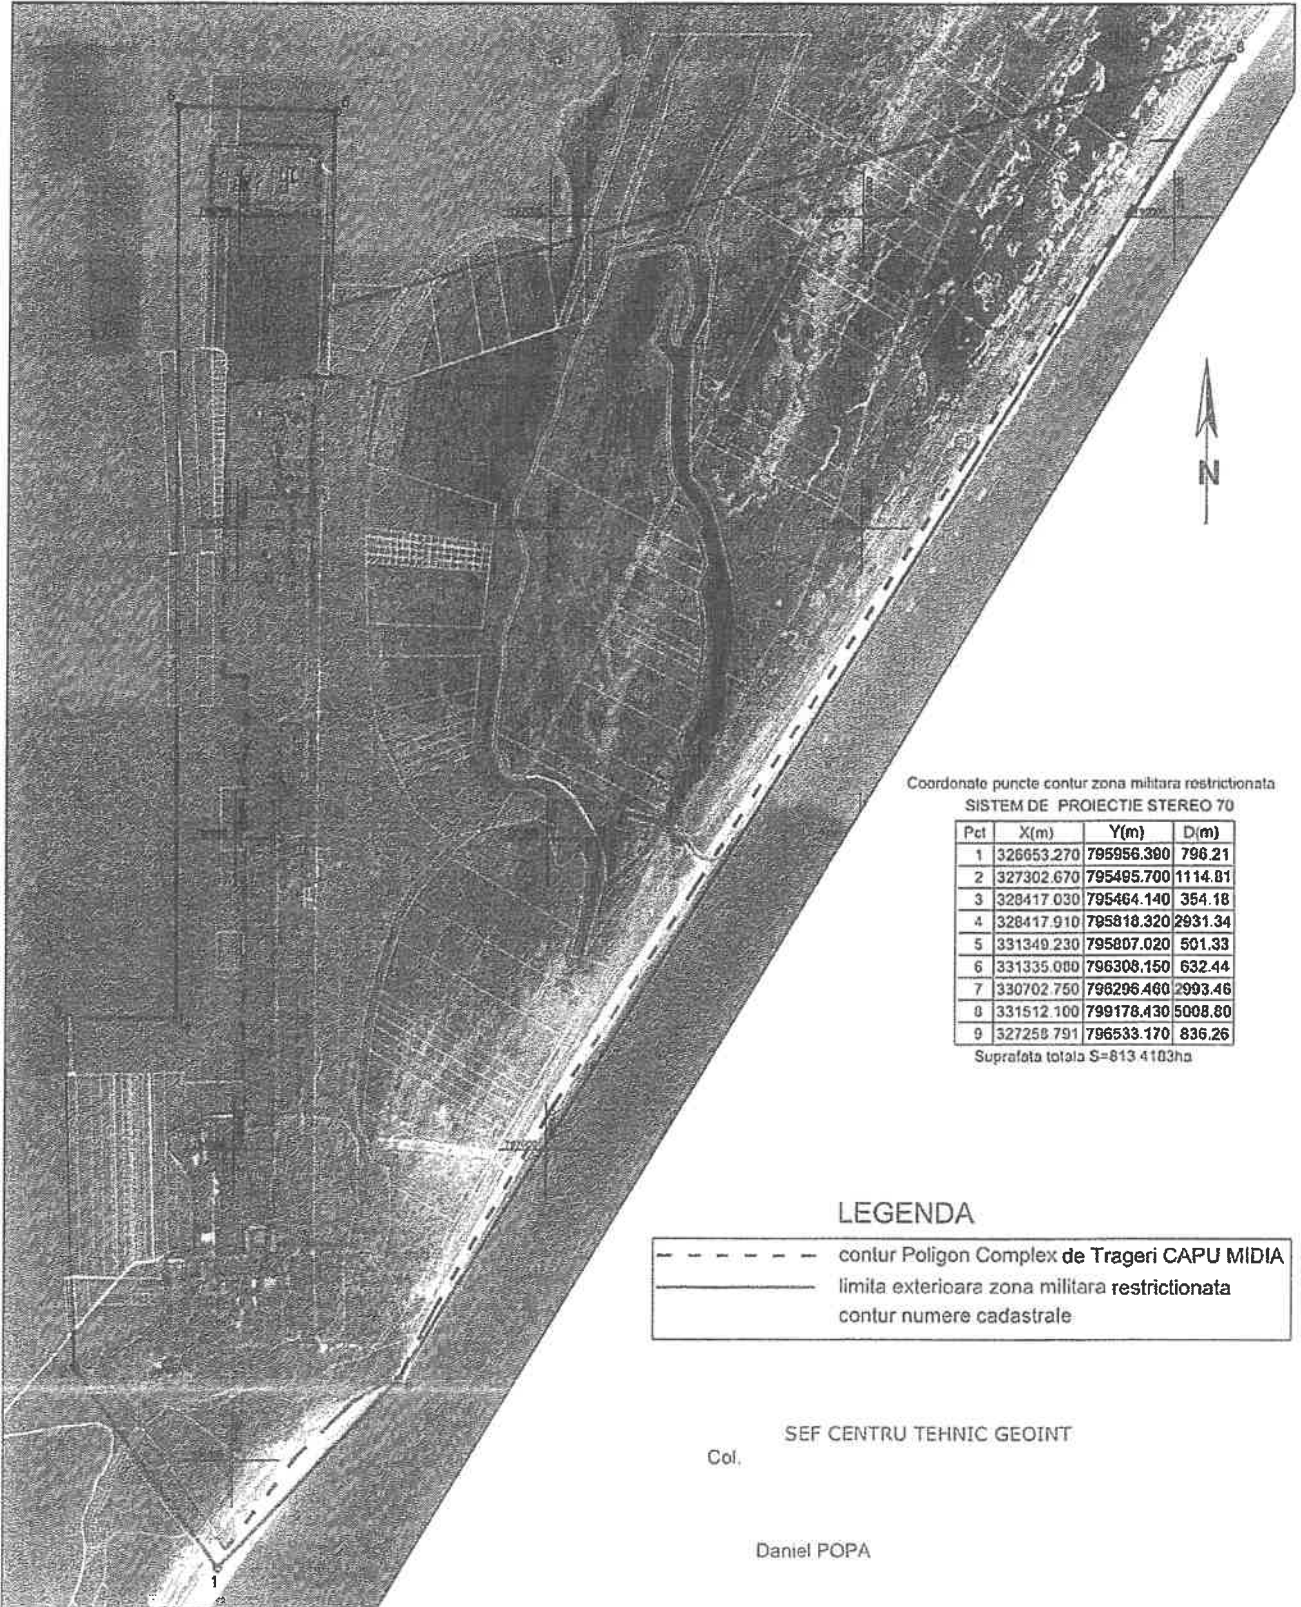 8
N
Coordonate puncte contur zona militara restrictionata
SISTEM DE PROIECTIE STEREO 70
Pct X(m) Y(m) D(m)
1 326653.270 795956.390 796.21
2 327302.670 795495.700 1114.81
3 328417.030 795464.140 354.18
4 328417.910 795818.320 2931.34
5 331349.230 795807.020 501.33
6 331335.080 796308.150 632.44
7 330702.750 796296.460 2993.46
8 331512.100 799178.430 5008.80
9 327258.791 796533.170 836.26
Suprafata totala S=813.4183ha
LEGENDA
contur Poligon Complex de Trageri CAPU MIDIA
limita exterioara zona militara restrictionata
contur numere cadastrale
SEF CENTRU TEHNIC GEOINT
Col.
Daniel POPA
1